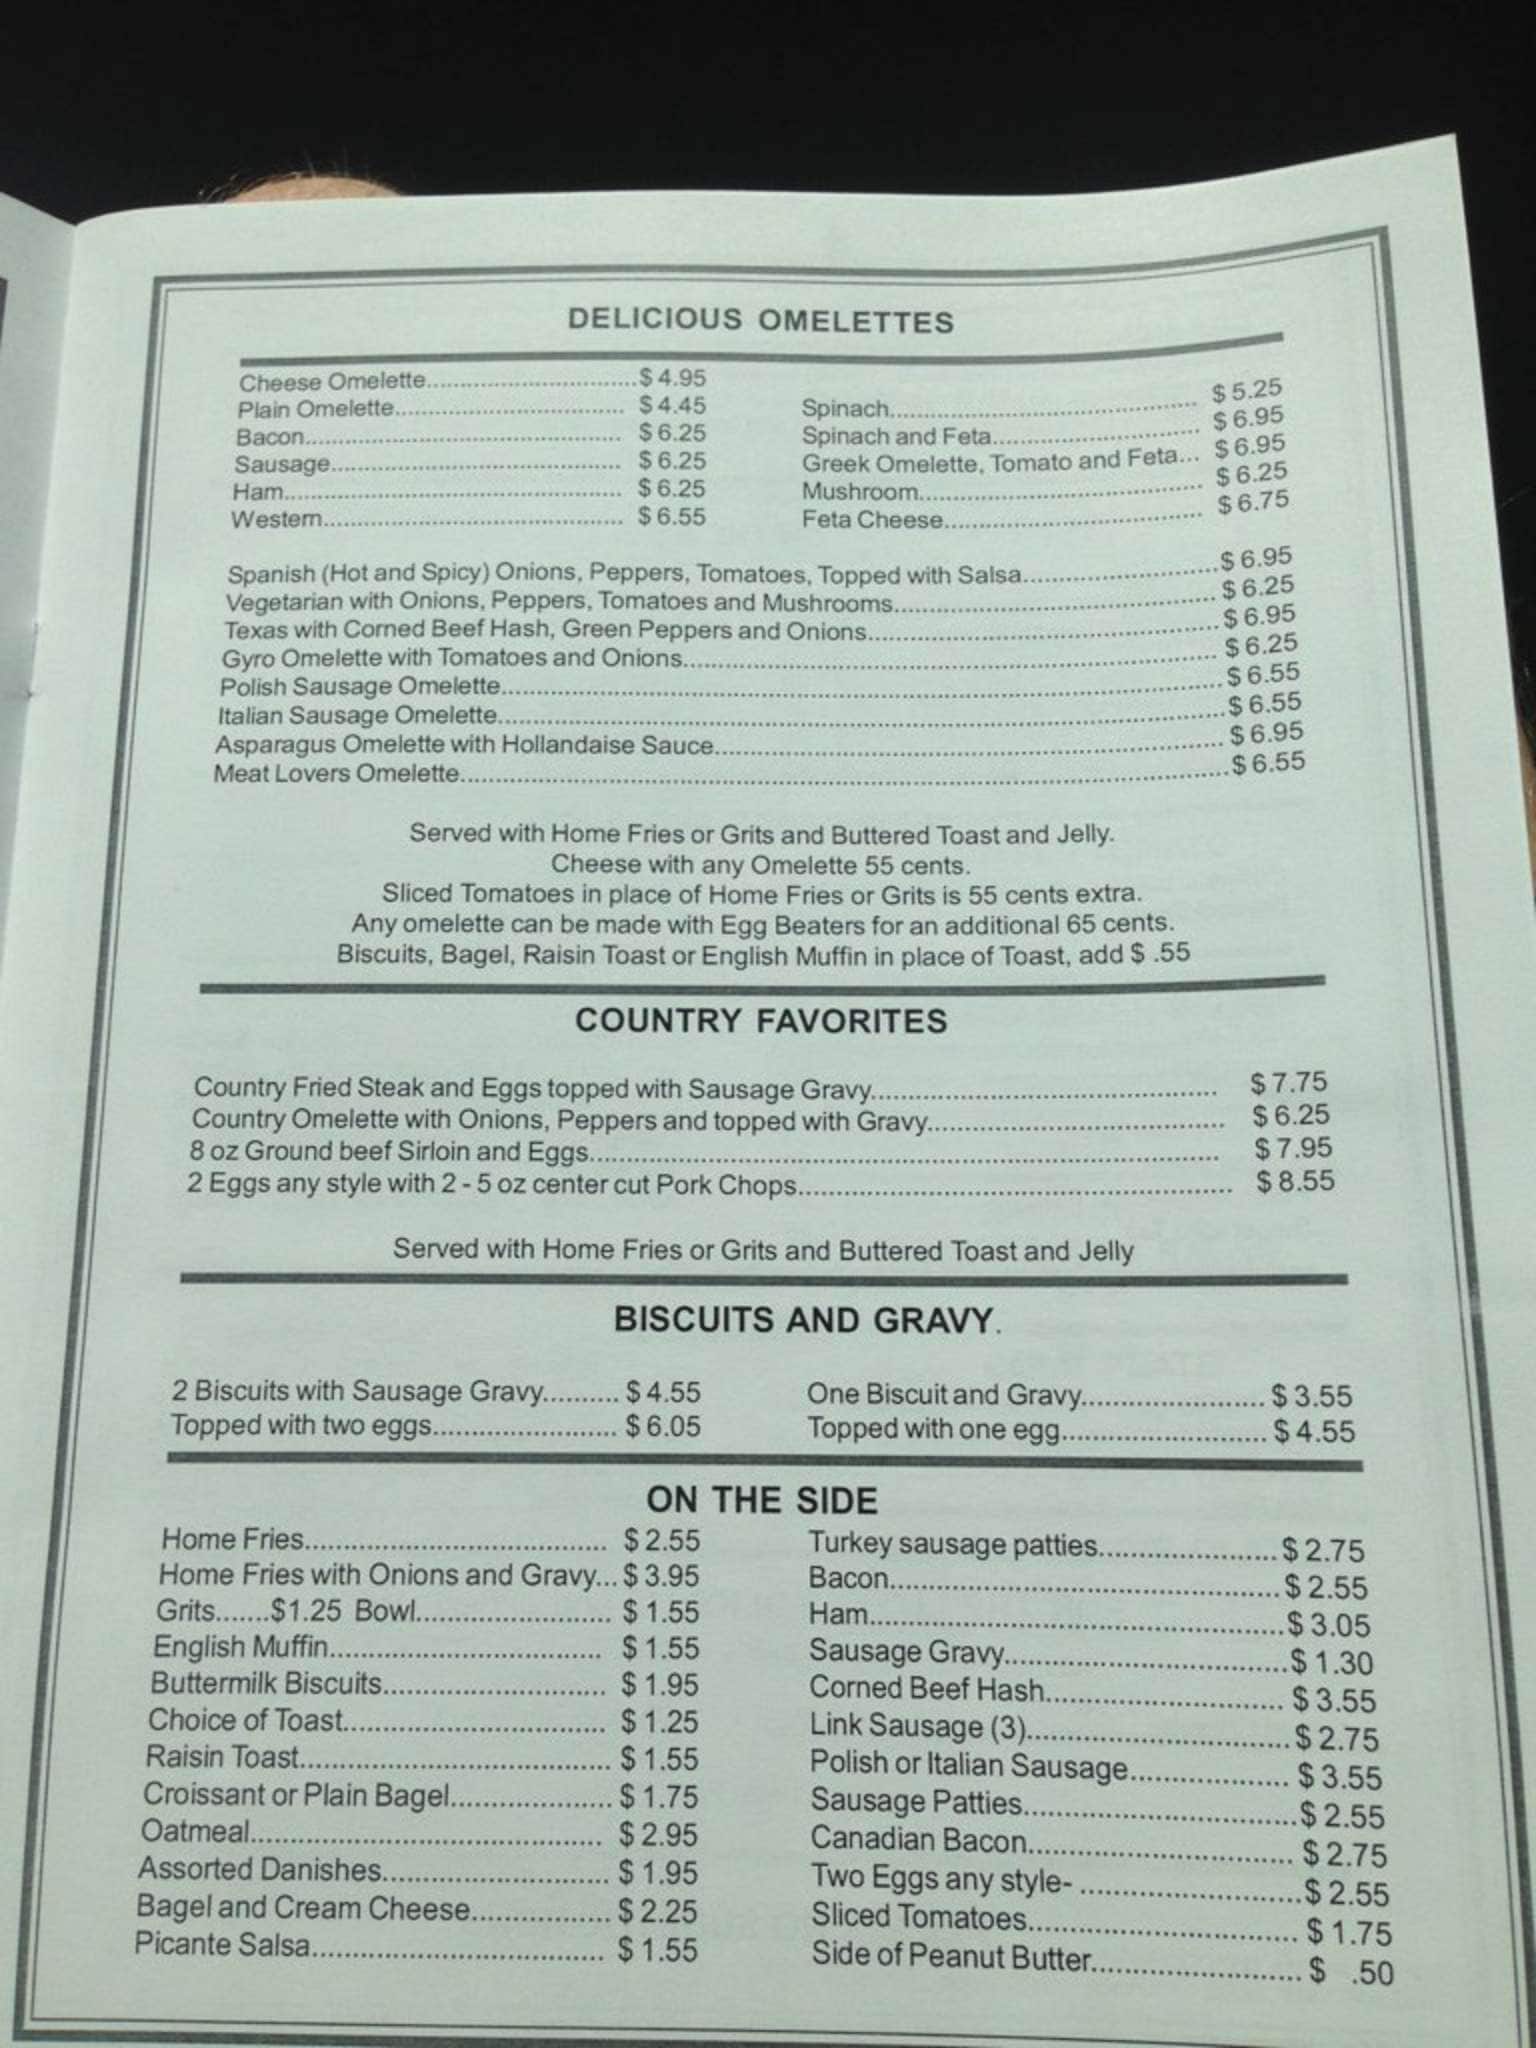 DELICIOUS OMELETTES
Cheese Omelette..............................$ 4.95
Plain Omelette................................. $ 4.45
Bacon.............................................. $ 6.25
Sausage.......................................... $ 6.25
Ham................................................. $ 6.25
Western........................................... $ 6.55
Spinach............................................ $ 5.25
Spinach and Feta............................. $ 6.95
Greek Omelette, Tomato and Feta... $ 6.95
Mushroom........................................ $ 6.25
Feta Cheese..................................... $ 6.75
Spanish (Hot and Spicy) Onions, Peppers, Tomatoes, Topped with Salsa............................$ 6.95
Vegetarian with Onions, Peppers, Tomatoes and Mushrooms.............................................. $ 6.25
Texas with Corned Beef Hash, Green Peppers and Onions..................................................$ 6.95
Gyro Omelette with Tomatoes and Onions............................................................................ $ 6.25
Polish Sausage Omelette.......................................................................................................$ 6.55
Italian Sausage Omelette........................................................................................................$ 6.55
Asparagus Omelette with Hollandaise Sauce........................................................................ $ 6.95
Meat Lovers Omelette.............................................................................................................$ 6.55
Served with Home Fries or Grits and Buttered Toast and Jelly.
Cheese with any Omelette 55 cents.
Sliced Tomatoes in place of Home Fries or Grits is 55 cents extra.
Any omelette can be made with Egg Beaters for an additional 65 cents.
Biscuits, Bagel, Raisin Toast or English Muffin in place of Toast, add $ .55
COUNTRY FAVORITES
Country Fried Steak and Eggs topped with Sausage Gravy............................................. $ 7.75
Country Omelette with Onions, Peppers and topped with Gravy....................................... $ 6.25
8 oz Ground beef Sirloin and Eggs.................................................................................. $ 7.95
2 Eggs any style with 2 - 5 oz center cut Pork Chops........................................................ $ 8.55
Served with Home Fries or Grits and Buttered Toast and Jelly
BISCUITS AND GRAVY.
2 Biscuits with Sausage Gravy.......... $ 4.55
Topped with two eggs........................ $ 6.05
One Biscuit and Gravy........................ $ 3.55
Topped with one egg........................... $ 4.55
ON THE SIDE
Home Fries....................................... $ 2.55
Home Fries with Onions and Gravy... $ 3.95
Grits.......$1.25 Bowl......................... $ 1.55
English Muffin................................... $ 1.55
Buttermilk Biscuits............................. $ 1.95
Choice of Toast.................................. $ 1.25
Raisin Toast........................................ $ 1.55
Croissant or Plain Bagel..................... $ 1.75
Oatmeal.............................................. $ 2.95
Assorted Danishes............................. $ 1.95
Bagel and Cream Cheese.................. $ 2.25
Picante Salsa...................................... $ 1.55
Turkey sausage patties.......................$ 2.75
Bacon..................................................$ 2.55
Ham.....................................................$ 3.05
Sausage Gravy.....................................$ 1.30
Corned Beef Hash............................... $ 3.55
Link Sausage (3)..................................$ 2.75
Polish or Italian Sausage.................... $ 3.55
Sausage Patties...................................$ 2.55
Canadian Bacon.................................. $ 2.75
Two Eggs any style- ............................$ 2.55
Sliced Tomatoes.................................. $ 1.75
Side of Peanut Butter........................... $ .50